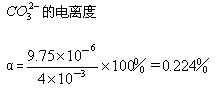 CO₃²⁻的电离度
α = 9.75×10⁻⁶ / 4×10⁻³ ×100%=0.224%